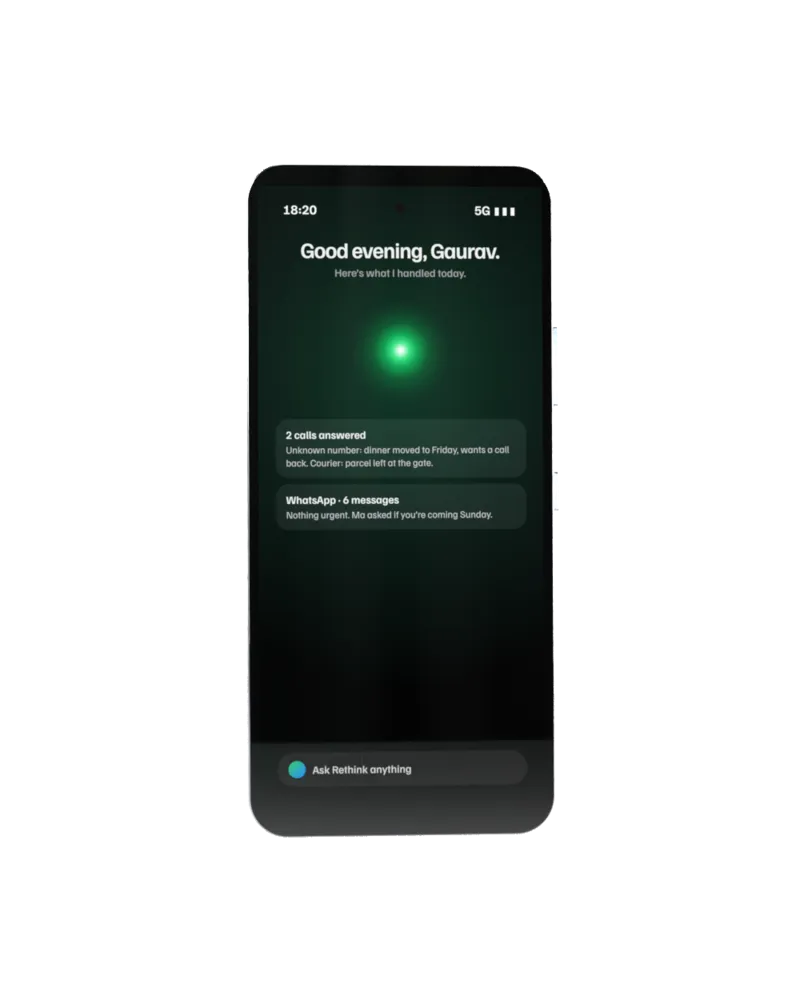 18:20
5G
Good evening, Gaurav.
Here's what I handled today.
2 calls answered
Unknown number: dinner moved to Friday, wants a call
back. Courier: parcel left at the gate.
WhatsApp · 6 messages
Nothing urgent. Ma asked if you're coming Sunday.
Ask Rethink anything